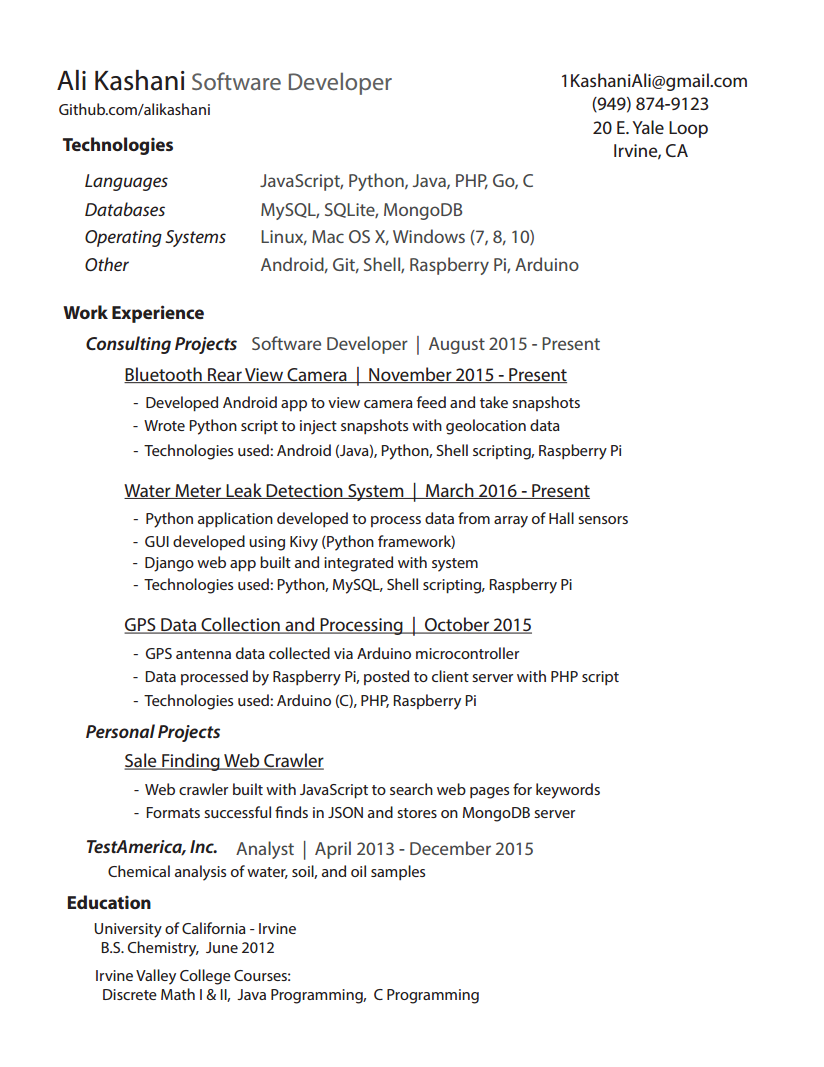 Ali Kashani Software Developer
Github.com/alikashani
1KashaniAli@gmail.com
(949) 874-9123
20 E. Yale Loop
Irvine, CA
Technologies
Languages JavaScript, Python, Java, PHP, Go, C
Databases MySQL, SQLite, MongoDB
Operating Systems Linux, Mac OS X, Windows (7, 8, 10)
Other Android, Git, Shell, Raspberry Pi, Arduino
Work Experience
Consulting Projects Software Developer | August 2015 - Present
Bluetooth Rear View Camera | November 2015 - Present
- Developed Android app to view camera feed and take snapshots
- Wrote Python script to inject snapshots with geolocation data
- Technologies used: Android (Java), Python, Shell scripting, Raspberry Pi
Water Meter Leak Detection System | March 2016 - Present
- Python application developed to process data from array of Hall sensors
- GUI developed using Kivy (Python framework)
- Django web app built and integrated with system
- Technologies used: Python, MySQL, Shell scripting, Raspberry Pi
GPS Data Collection and Processing | October 2015
- GPS antenna data collected via Arduino microcontroller
- Data processed by Raspberry Pi, posted to client server with PHP script
- Technologies used: Arduino (C), PHP, Raspberry Pi
Personal Projects
Sale Finding Web Crawler
- Web crawler built with JavaScript to search web pages for keywords
- Formats successful finds in JSON and stores on MongoDB server
TestAmerica, Inc. Analyst | April 2013 - December 2015
Chemical analysis of water, soil, and oil samples
Education
University of California - Irvine
B.S. Chemistry, June 2012
Irvine Valley College Courses:
Discrete Math I & II, Java Programming, C Programming